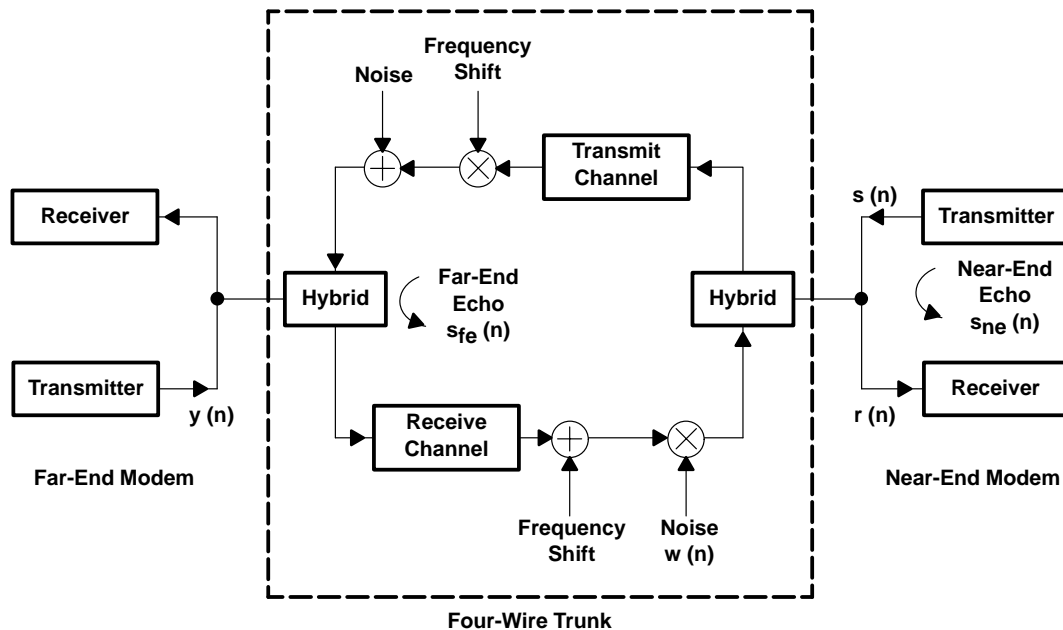 Frequency
Shift
Noise
Transmit
Channel
Receiver
s (n)
Transmitter
Hybrid
Far-End
Echo
sfe (n)
Hybrid
Near-End
Echo
sne (n)
Transmitter
y (n)
Receiver
r (n)
Receive
Channel
Far-End Modem
Near-End Modem
Frequency
Shift
Noise
w (n)
Four-Wire Trunk